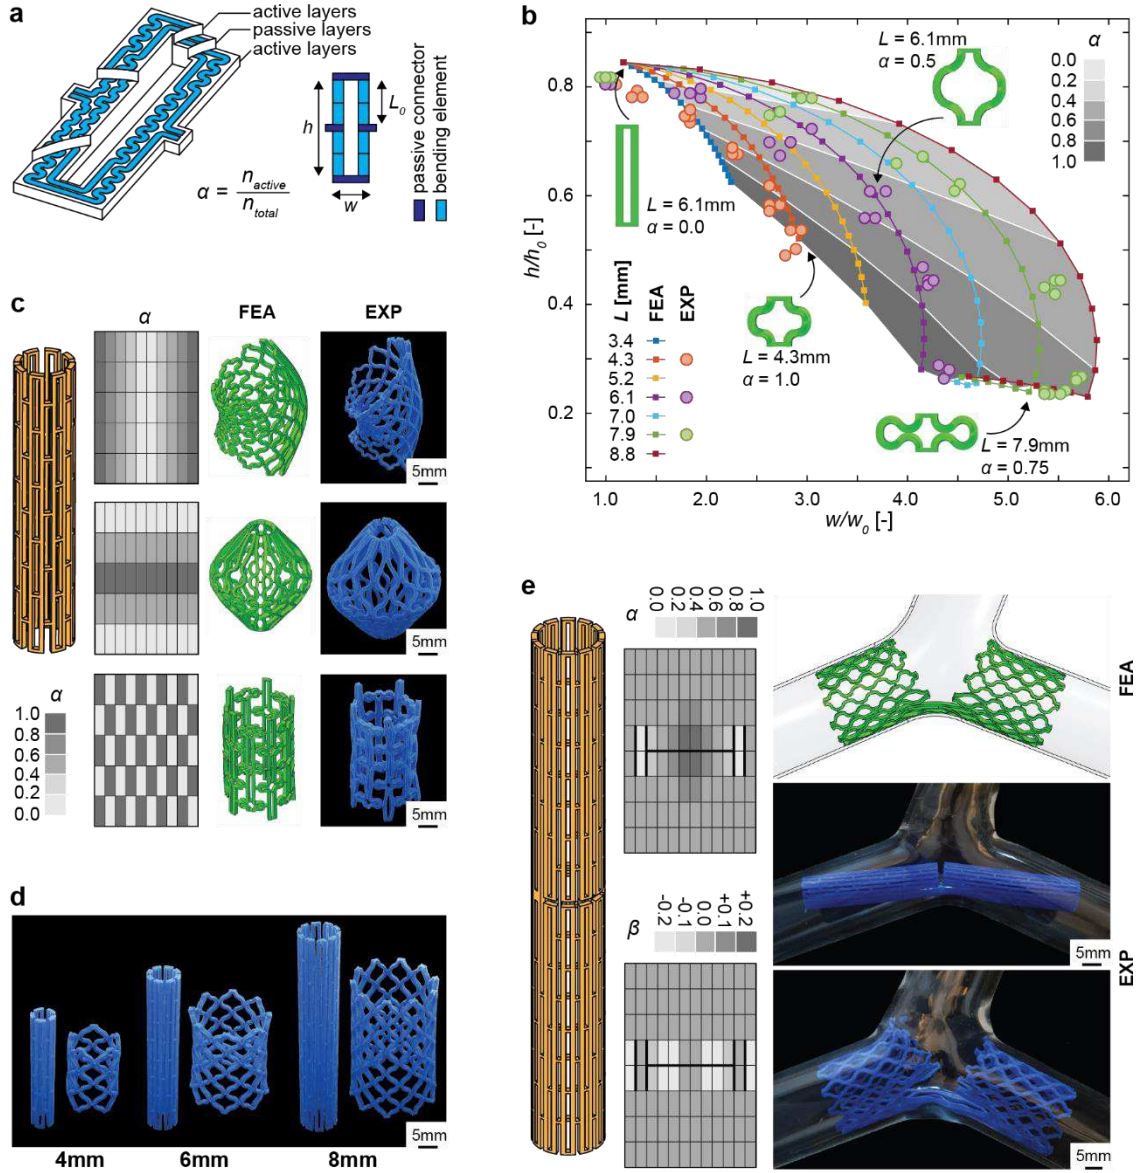 a
active layers
passive layers
active layers
α = n_active / n_total
h
w
L₀
passive connector
bending element
b
h/h₀ [-]
0.8
0.6
0.4
0.2
1.0 2.0 3.0 4.0 5.0 6.0
w/w₀ [-]
L = 6.1mm
α = 0.5
α
0.0
0.2
0.4
0.6
0.8
1.0
L = 6.1mm
α = 0.0
L [mm] FEA EXP
3.4
4.3
5.2
6.1
7.0
7.9
8.8
L = 4.3mm
α = 1.0
L = 7.9mm
α = 0.75
c
α FEA EXP
5mm
5mm
5mm
α
1.0
0.8
0.6
0.4
0.2
0.0
d
4mm 6mm 8mm
5mm
e
α
0.0 0.2 0.4 0.6 0.8 1.0
β
-0.2 -0.1 0.0 +0.1 +0.2
FEA
EXP
5mm
5mm